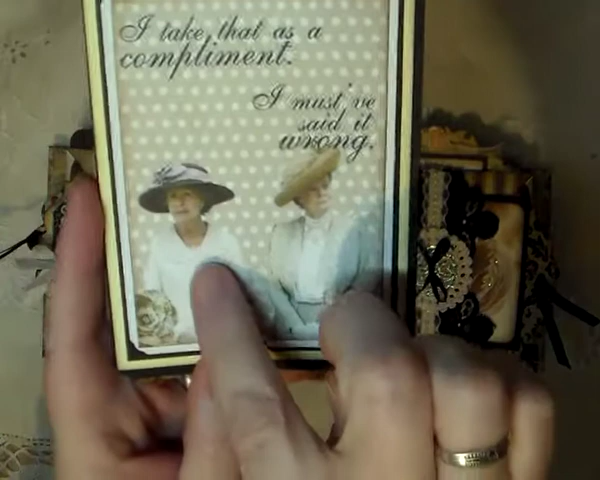 I take that as a
compliment.
I must've
said it
wrong.